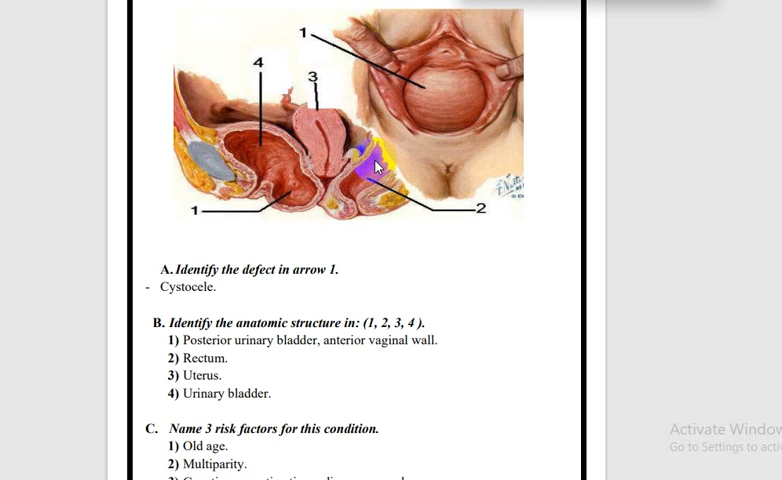 1
4
3
1
2
A. Identify the defect in arrow 1.
- Cystocele.
B. Identify the anatomic structure in: (1, 2, 3, 4 ).
1) Posterior urinary bladder, anterior vaginal wall.
2) Rectum.
3) Uterus.
4) Urinary bladder.
C. Name 3 risk factors for this condition.
1) Old age.
2) Multiparity.
Activate Window
Go to Settings to acti